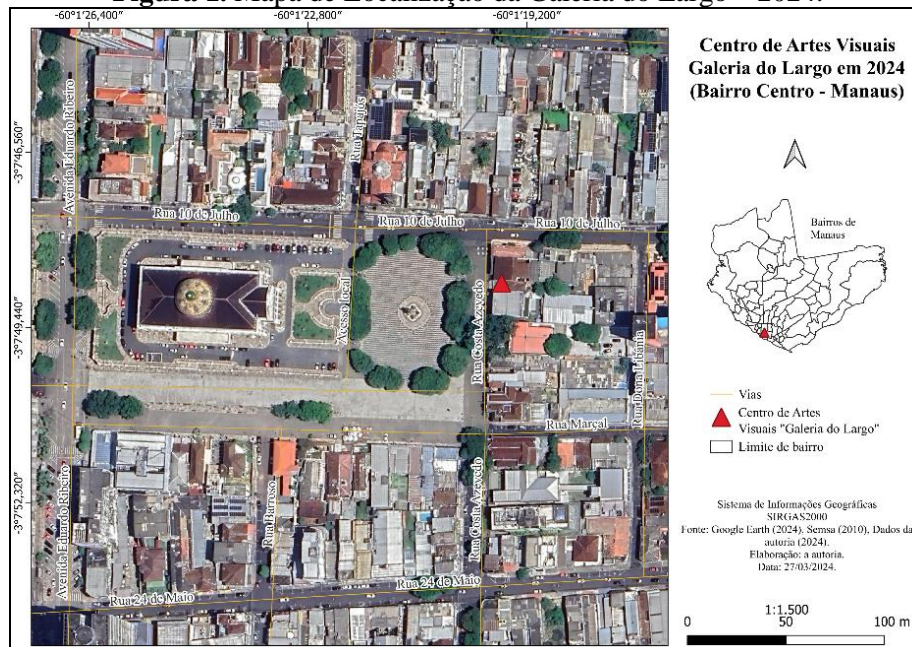 Figura 1. Mapa de Localização da Galeria do Largo – 2024.
-60°1'26,400" -60°1'22,800" -60°1'19,200"
-3°7'46,560"
-3°7'49,440"
-3°7'52,320"
Avenida Eduardo Ribeiro
Rua Tapajós
Rua 10 de Julho
Rua 10 de Julho
Rua 10 de Julho
Acesso local
Rua Costa Azevedo
Rua Dona Libânia
Rua Marçal
Avenida Eduardo Ribeiro
Rua Barroso
Rua Costa Azevedo
Rua 24 de Maio
Rua 24 de Maio
Centro de Artes Visuais
Galeria do Largo em 2024
(Bairro Centro - Manaus)
Bairros de
Manaus
Vias
Centro de Artes
Visuais "Galeria do Largo"
Limite de bairro
Sistema de Informações Geográficas
SIRGAS2000
Fonte: Google Earth (2024), Semsa (2010), Dados da
autoria (2024).
Elaboração: a autoria.
Data: 27/03/2024.
1:1.500
0 50 100 m